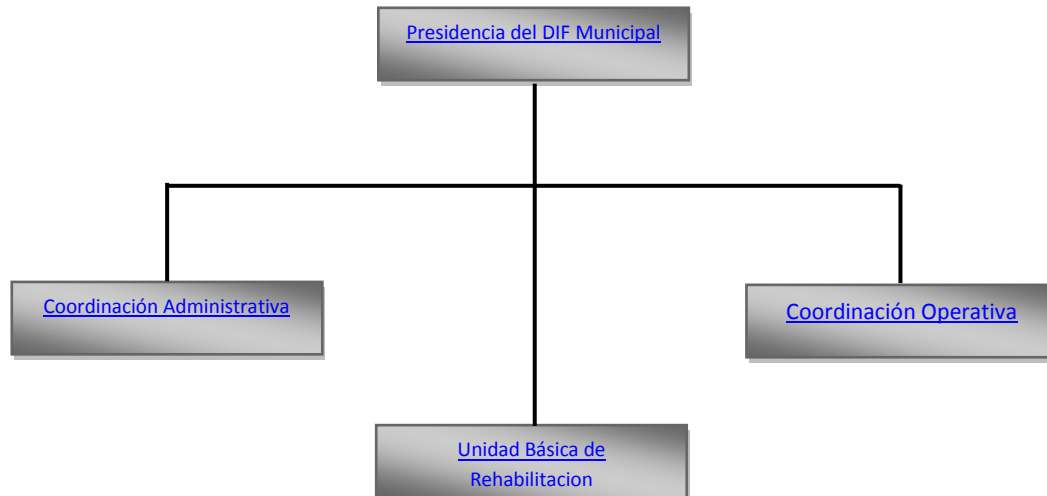 Presidencia del DIF Municipal
Coordinación Administrativa
Coordinación Operativa
Unidad Básica de
Rehabilitacion